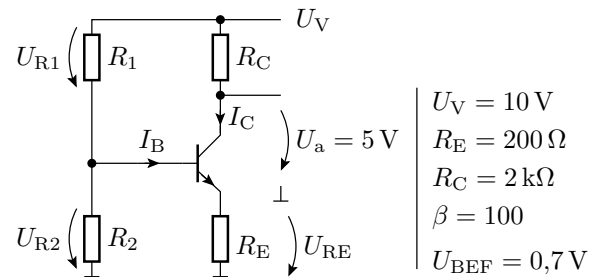 U_V
U_R1 R_1 R_C
I_C
I_B U_a = 5 V
U_R2 R_2 R_E U_RE
U_V = 10 V
R_E = 200 Ω
R_C = 2 kΩ
β = 100
U_BEF = 0,7 V